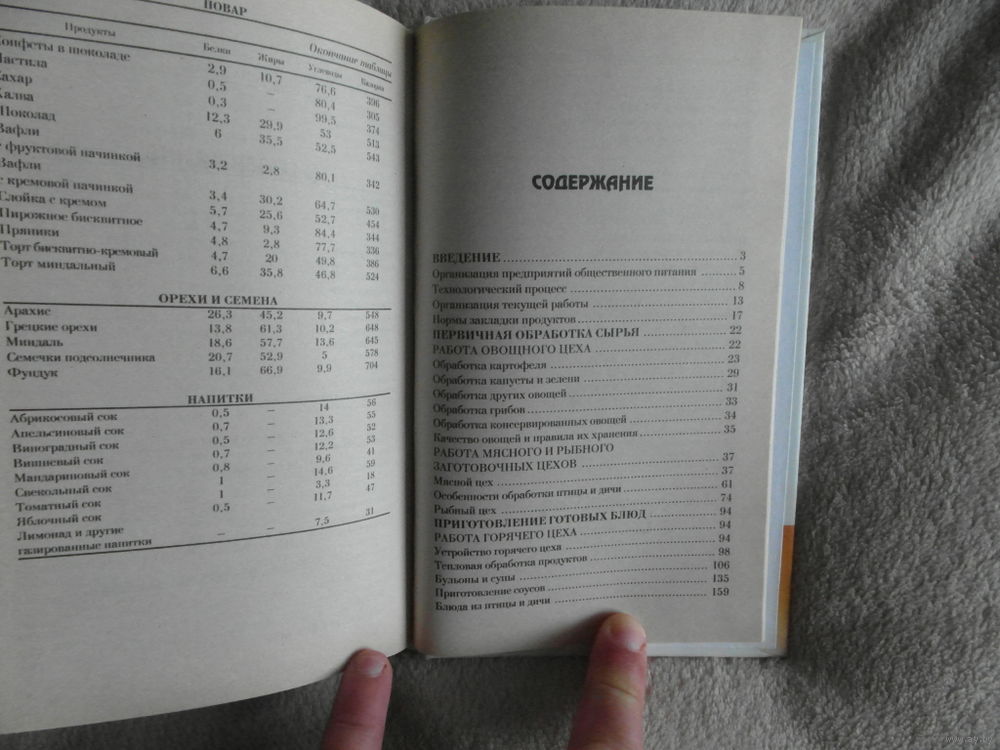 ПОВАР
Окончание таблицы
Продукты Белки Жиры Углеводы Калории
Конфеты в шоколаде 2,9 10,7 76,6 396
Пастила 0,5 – 80,4 305
Сахар 0,3 – 99,5 374
Халва 12,3 29,9 53 513
Шоколад 6 35,5 52,5 543
Вафли
с фруктовой начинкой 3,2 2,8 80,1 342
Вафли
с кремовой начинкой 3,4 30,2 64,7 530
Слойка с кремом 5,7 25,6 52,7 454
Пирожное бисквитное 4,7 9,3 84,4 344
Пряники 4,8 2,8 77,7 336
Торт бисквитно-кремовый 4,7 20 49,8 386
Торт миндальный 6,6 35,8 46,8 524
ОРЕХИ И СЕМЕНА
Арахис 26,3 45,2 9,7 548
Грецкие орехи 13,8 61,3 10,2 648
Миндаль 18,6 57,7 13,6 645
Семечки подсолнечника 20,7 52,9 5 578
Фундук 16,1 66,9 9,9 704
НАПИТКИ
Абрикосовый сок 0,5 – 14 56
Апельсиновый сок 0,7 – 13,3 55
Виноградный сок 0,5 – 12,6 52
Вишневый сок 0,7 – 12,2 53
Мандариновый сок 0,8 – 9,6 41
Свекольный сок 1 – 14,6 59
Томатный сок 1 – 3,3 18
Яблочный сок 0,5 – 11,7 47
Лимонад и другие
газированные напитки – – 7,5 31
СОДЕРЖАНИЕ
ВВЕДЕНИЕ 3
Организация предприятий общественного питания 5
Технологический процесс 8
Организация текущей работы 13
Нормы закладки продуктов 17
ПЕРВИЧНАЯ ОБРАБОТКА СЫРЬЯ 22
РАБОТА ОВОЩНОГО ЦЕХА 22
Обработка картофеля 23
Обработка капусты и зелени 29
Обработка других овощей 31
Обработка грибов 33
Обработка консервированных овощей 34
Качество овощей и правила их хранения 35
РАБОТА МЯСНОГО И РЫБНОГО
ЗАГОТОВОЧНЫХ ЦЕХОВ 37
Мясной цех 37
Особенности обработки птицы и дичи 61
Рыбный цех 74
ПРИГОТОВЛЕНИЕ ГОТОВЫХ БЛЮД 94
РАБОТА ГОРЯЧЕГО ЦЕХА 94
Устройство горячего цеха 94
Тепловая обработка продуктов 98
Бульоны и супы 106
Приготовление соусов 135
Блюда из птицы и дичи 159